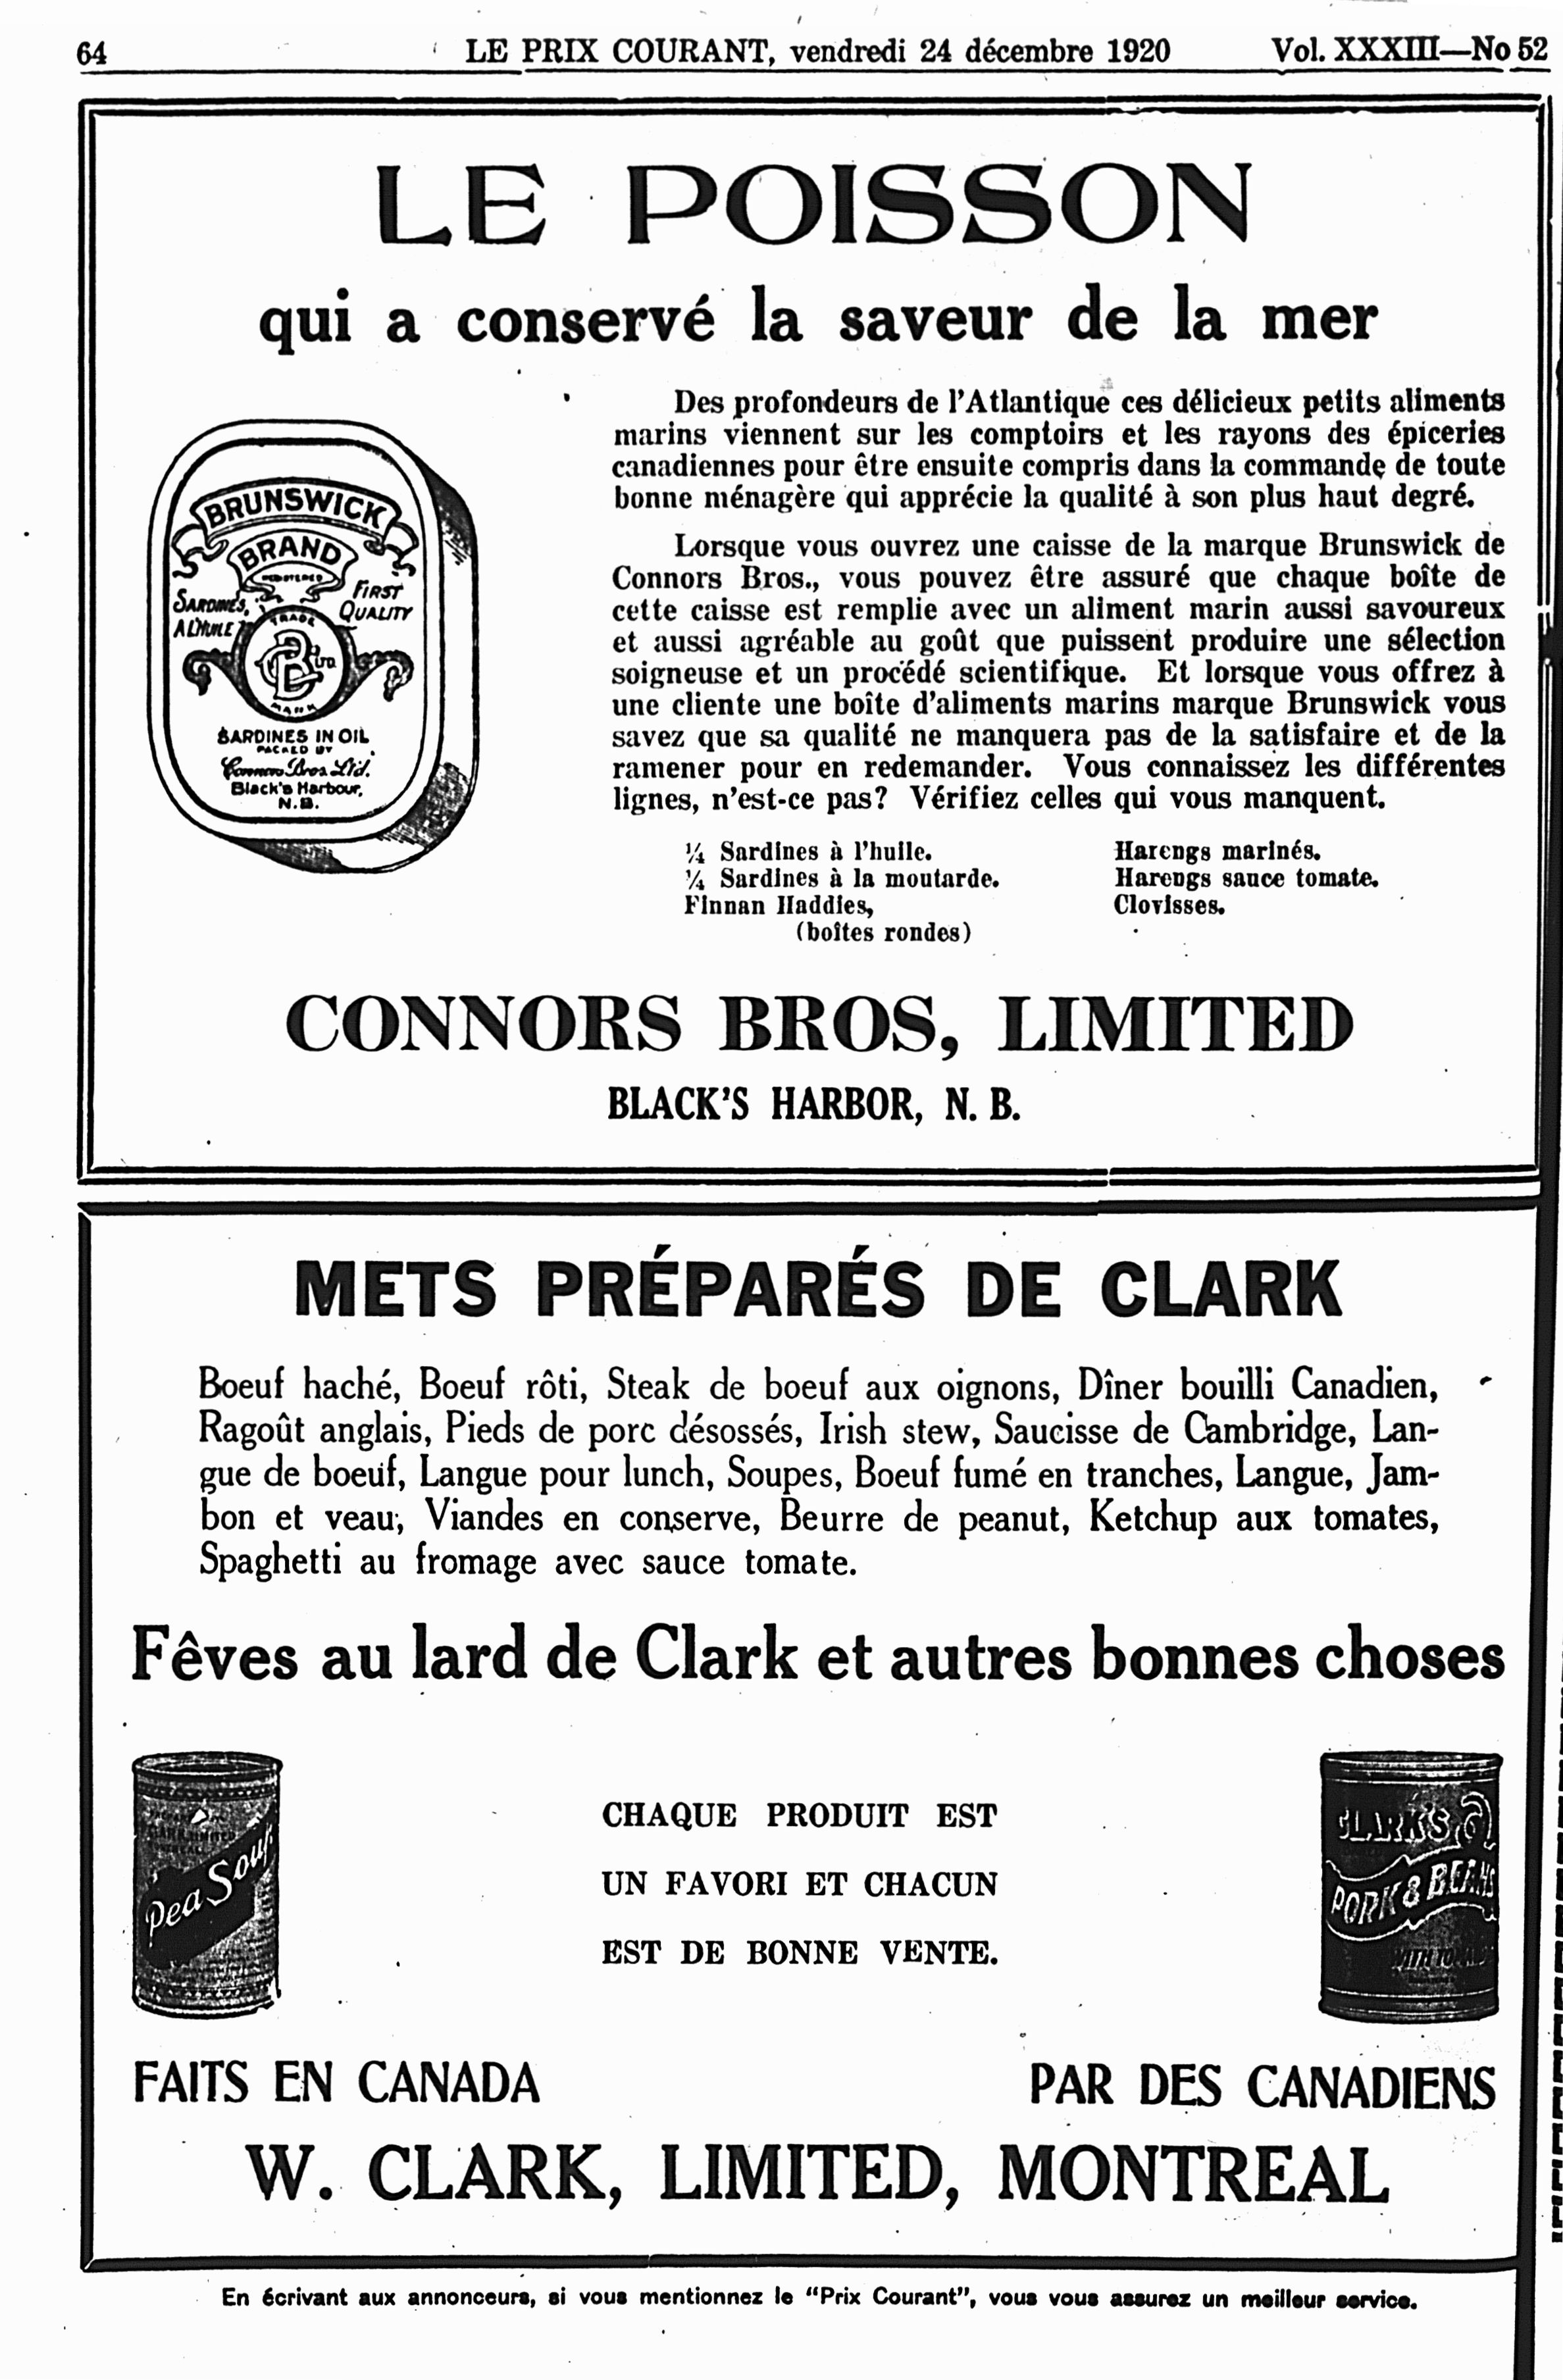 64
LE PRIX COURANT, vendredi 24 décembre 1920
Vol. XXXIII—No 52
LE POISSON
qui a conservé la saveur de la mer
BRUNSWICK
BRAND
REGISTERED
SARDINES,
A L'HUILE
FIRST
QUALITY
TRADE
MARK
SARDINES IN OIL
PACKED BY
Connors Bros. Ltd.
Black's Harbour,
N.B.
Des profondeurs de l'Atlantique ces délicieux petits aliments
marins viennent sur les comptoirs et les rayons des épiceries
canadiennes pour être ensuite compris dans la commande de toute
bonne ménagère qui apprécie la qualité à son plus haut degré.
Lorsque vous ouvrez une caisse de la marque Brunswick de
Connors Bros., vous pouvez être assuré que chaque boîte de
cette caisse est remplie avec un aliment marin aussi savoureux
et aussi agréable au goût que puissent produire une sélection
soigneuse et un procédé scientifique. Et lorsque vous offrez à
une cliente une boîte d'aliments marins marque Brunswick vous
savez que sa qualité ne manquera pas de la satisfaire et de la
ramener pour en redemander. Vous connaissez les différentes
lignes, n'est-ce pas? Vérifiez celles qui vous manquent.
¼ Sardines à l'huile.
¼ Sardines à la moutarde.
Finnan Haddies,
(boîtes rondes)
Harengs marinés.
Harengs sauce tomate.
Clovisses.
CONNORS BROS, LIMITED
BLACK'S HARBOR, N. B.
METS PRÉPARÉS DE CLARK
Boeuf haché, Boeuf rôti, Steak de boeuf aux oignons, Dîner bouilli Canadien,
Ragoût anglais, Pieds de porc désossés, Irish stew, Saucisse de Cambridge, Lan-
gue de boeuf, Langue pour lunch, Soupes, Boeuf fumé en tranches, Langue, Jam-
bon et veau, Viandes en conserve, Beurre de peanut, Ketchup aux tomates,
Spaghetti au fromage avec sauce tomate.
Fêves au lard de Clark et autres bonnes choses
Pea Soup
CHAQUE PRODUIT EST
UN FAVORI ET CHACUN
EST DE BONNE VENTE.
CLARK'S
PORK & BEANS
FAITS EN CANADA
PAR DES CANADIENS
W. CLARK, LIMITED, MONTREAL
En écrivant aux annonceurs, si vous mentionnez le "Prix Courant", vous vous assurez un meilleur service.